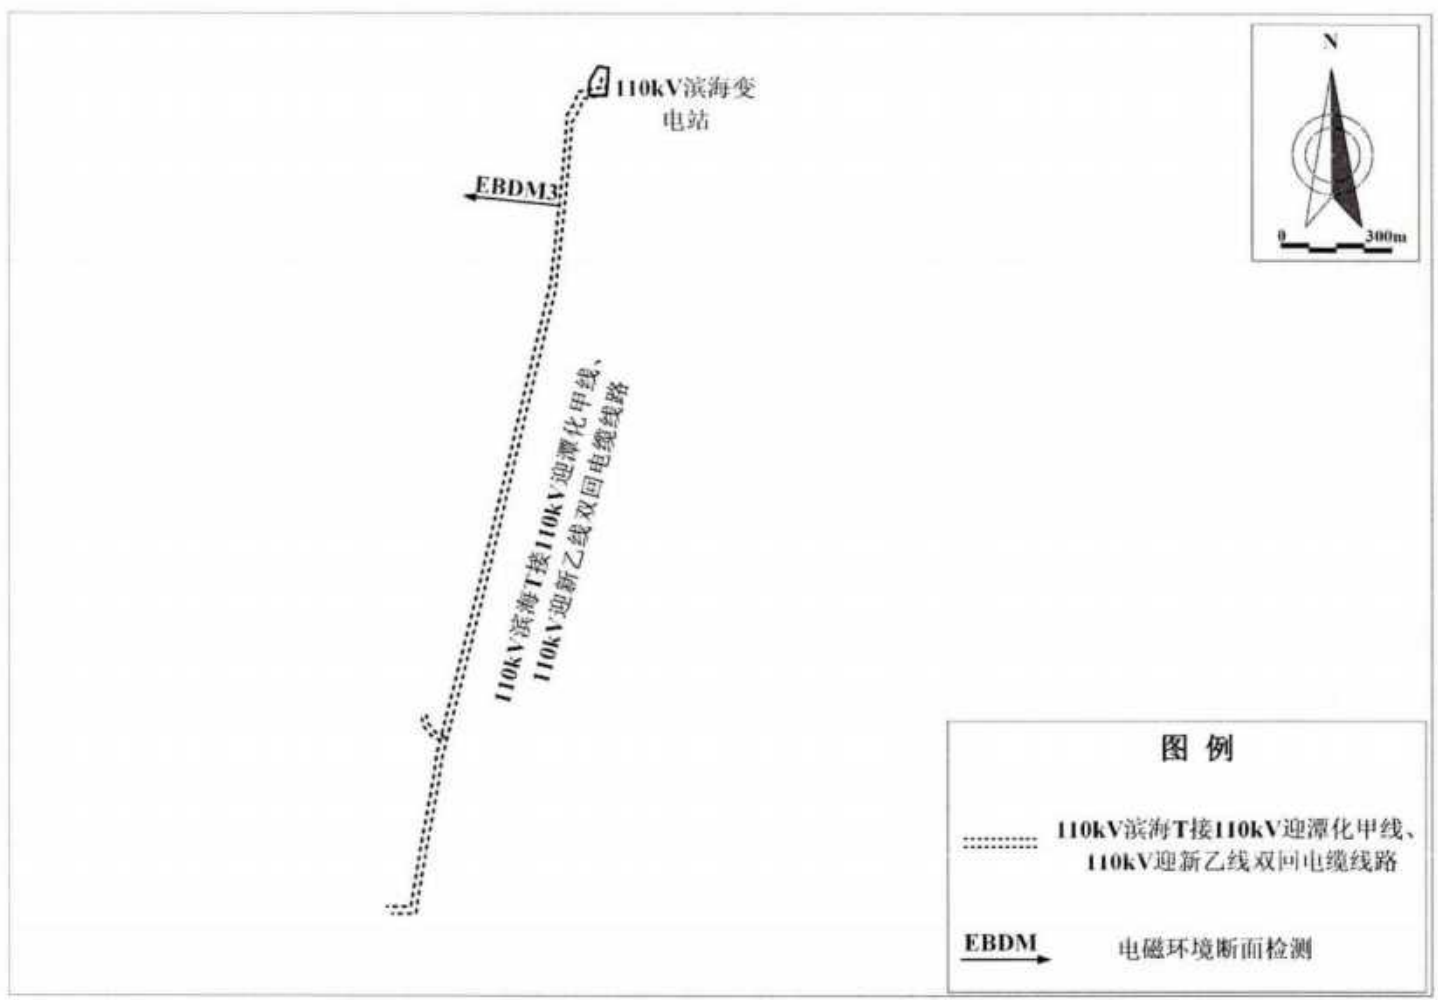 N
0 300m
110kV滨海变
电站
EBDM3
110kV滨海T接110kV迎潭化甲线、
110kV迎新乙线双回电缆线路
图 例
110kV滨海T接110kV迎潭化甲线、
110kV迎新乙线双回电缆线路
EBDM 电磁环境断面检测